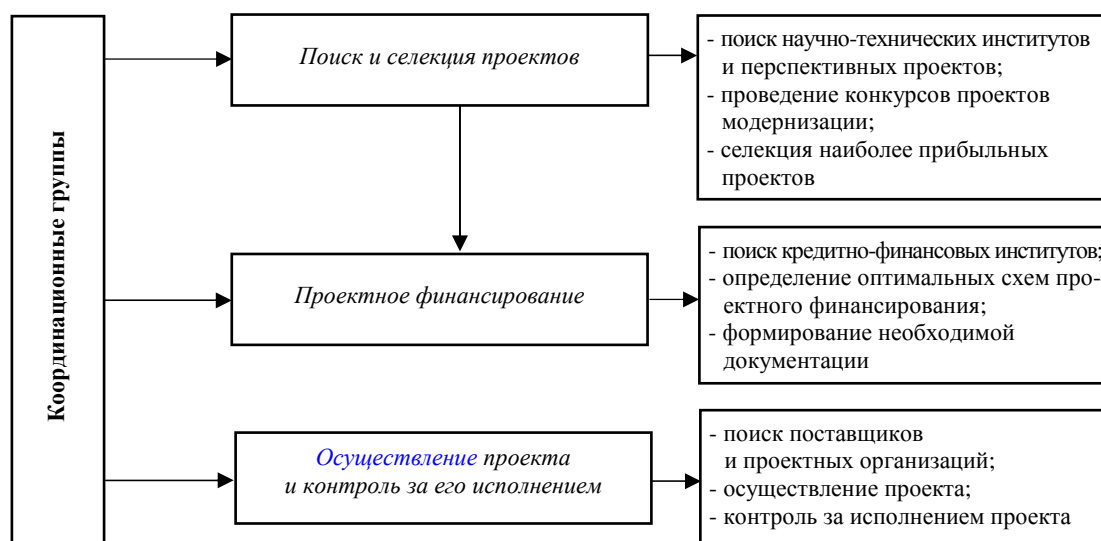 Координационные группы
Поиск и селекция проектов
- поиск научно-технических институтов
и перспективных проектов;
- проведение конкурсов проектов
модернизации;
- селекция наиболее прибыльных
проектов
Проектное финансирование
- поиск кредитно-финансовых институтов;
- определение оптимальных схем про-
ектного финансирования;
- формирование необходимой
документации
Осуществление проекта
и контроль за его исполнением
- поиск поставщиков
и проектных организаций;
- осуществление проекта;
- контроль за исполнением проекта